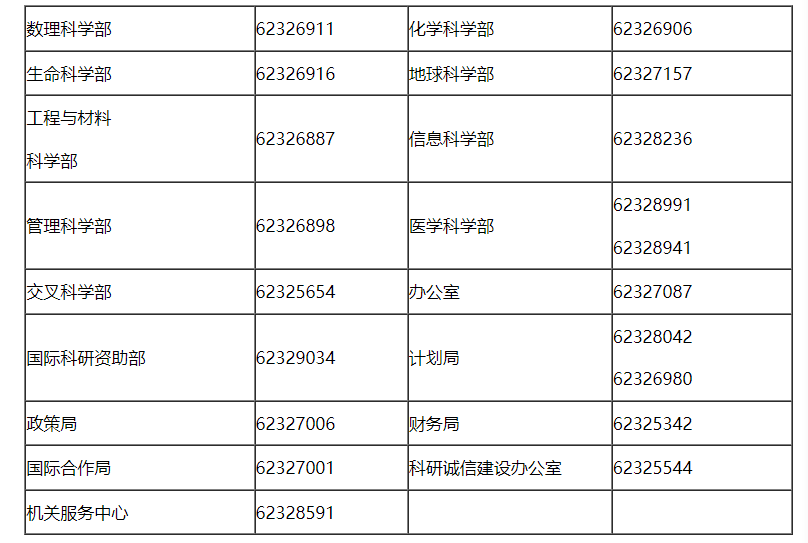 数理科学部 62326911 化学科学部 62326906
生命科学部 62326916 地球科学部 62327157
工程与材料
科学部 62326887 信息科学部 62328236
管理科学部 62326898 医学科学部 62328991
62328941
交叉科学部 62325654 办公室 62327087
国际科研资助部 62329034 计划局 62328042
62326980
政策局 62327006 财务局 62325342
国际合作局 62327001 科研诚信建设办公室 62325544
机关服务中心 62328591